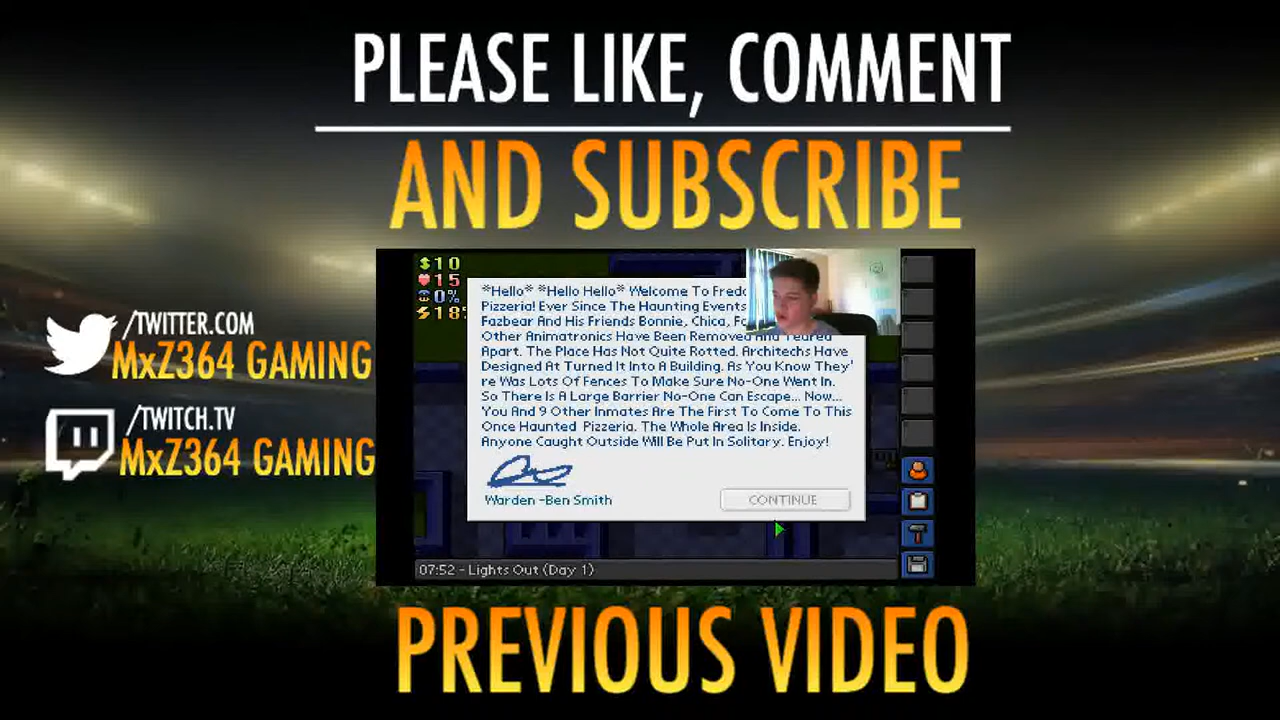 PLEASE LIKE, COMMENT
AND SUBSCRIBE
/TWITTER.COM
MxZ364 GAMING
/TWITCH.TV
MxZ364 GAMING
$10
15
0%
18
*Hello* *Hello Hello* Welcome To
Pizzeria! Ever Since The Haunting Events
Fazbear And His Friends Bonnie, Chica,
Other Animatronics Have Been Removed And Teared
Apart. The Place Has Not Quite Rotted. Architechs Have
Designed At Turned It Into A Building. As You Know They'
re Was Lots Of Fences To Make Sure No-One Went In.
So There Is A Large Barrier No-One Can Escape... Now...
You And 9 Other Inmates Are The First To Come To This
Once Haunted Pizzeria. The Whole Area Is Inside.
Anyone Caught Outside Will Be Put In Solitary. Enjoy!
Warden -Ben Smith
CONTINUE
07:52 - Lights Out (Day 1)
PREVIOUS VIDEO